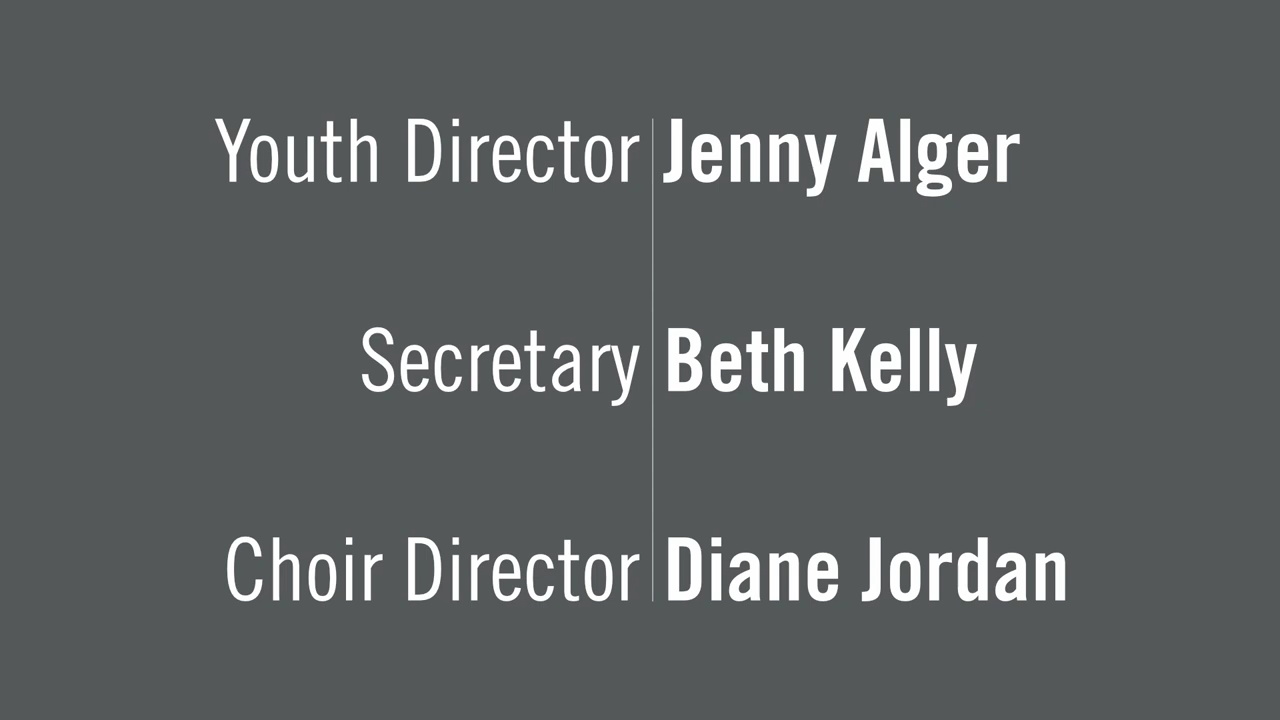 Youth Director Jenny Alger
Secretary Beth Kelly
Choir Director Diane Jordan